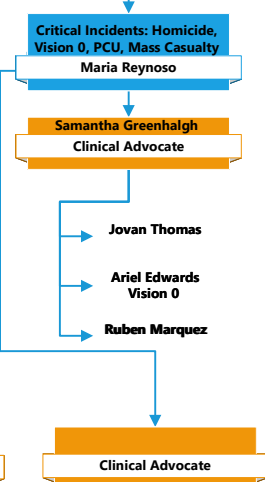 Critical Incidents: Homicide,
Vision 0, PCU, Mass Casualty
Maria Reynoso
Samantha Greenhalgh
Clinical Advocate
Jovan Thomas
Ariel Edwards
Vision 0
Ruben Marquez
Clinical Advocate